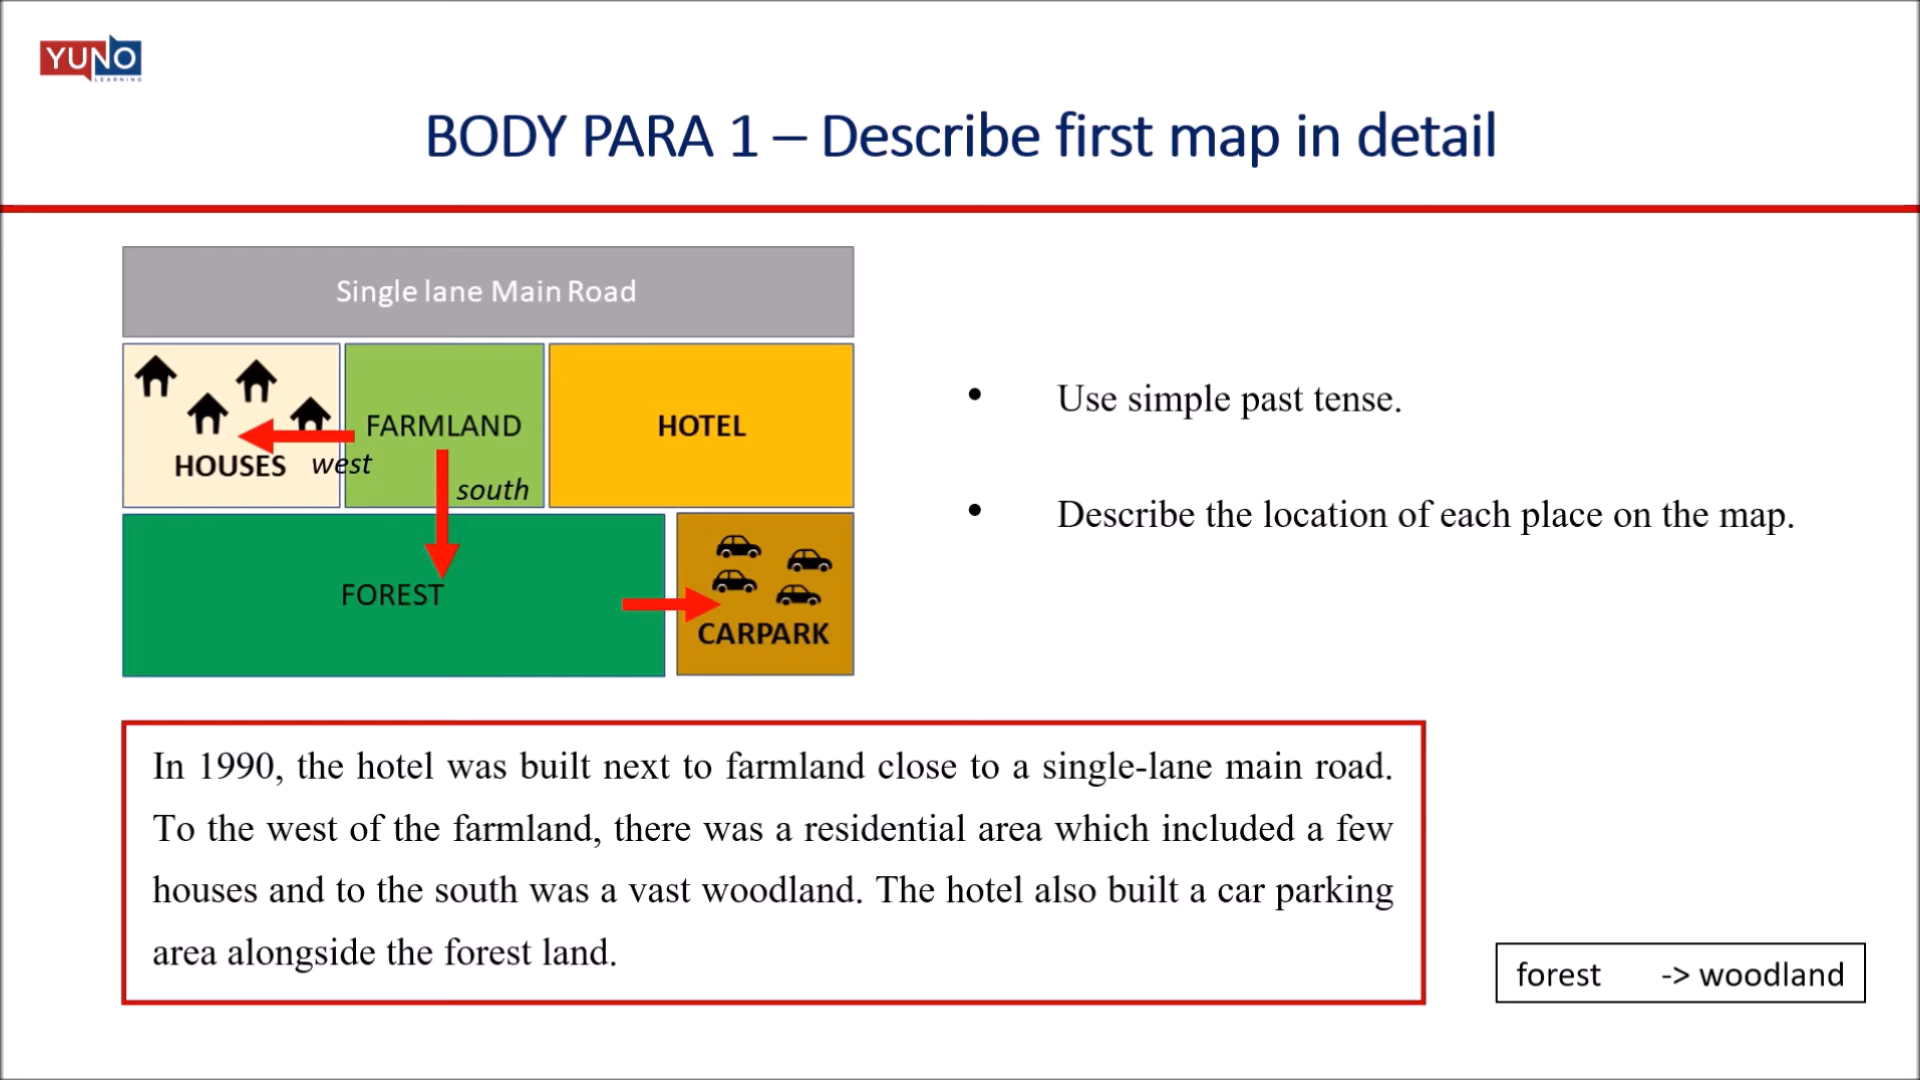 YUNO
LEARNING
BODY PARA 1 – Describe first map in detail
Single lane Main Road
HOUSES
west
FARMLAND
south
HOTEL
FOREST
CARPARK
• Use simple past tense.
• Describe the location of each place on the map.
In 1990, the hotel was built next to farmland close to a single-lane main road.
To the west of the farmland, there was a residential area which included a few
houses and to the south was a vast woodland. The hotel also built a car parking
area alongside the forest land.
forest -> woodland